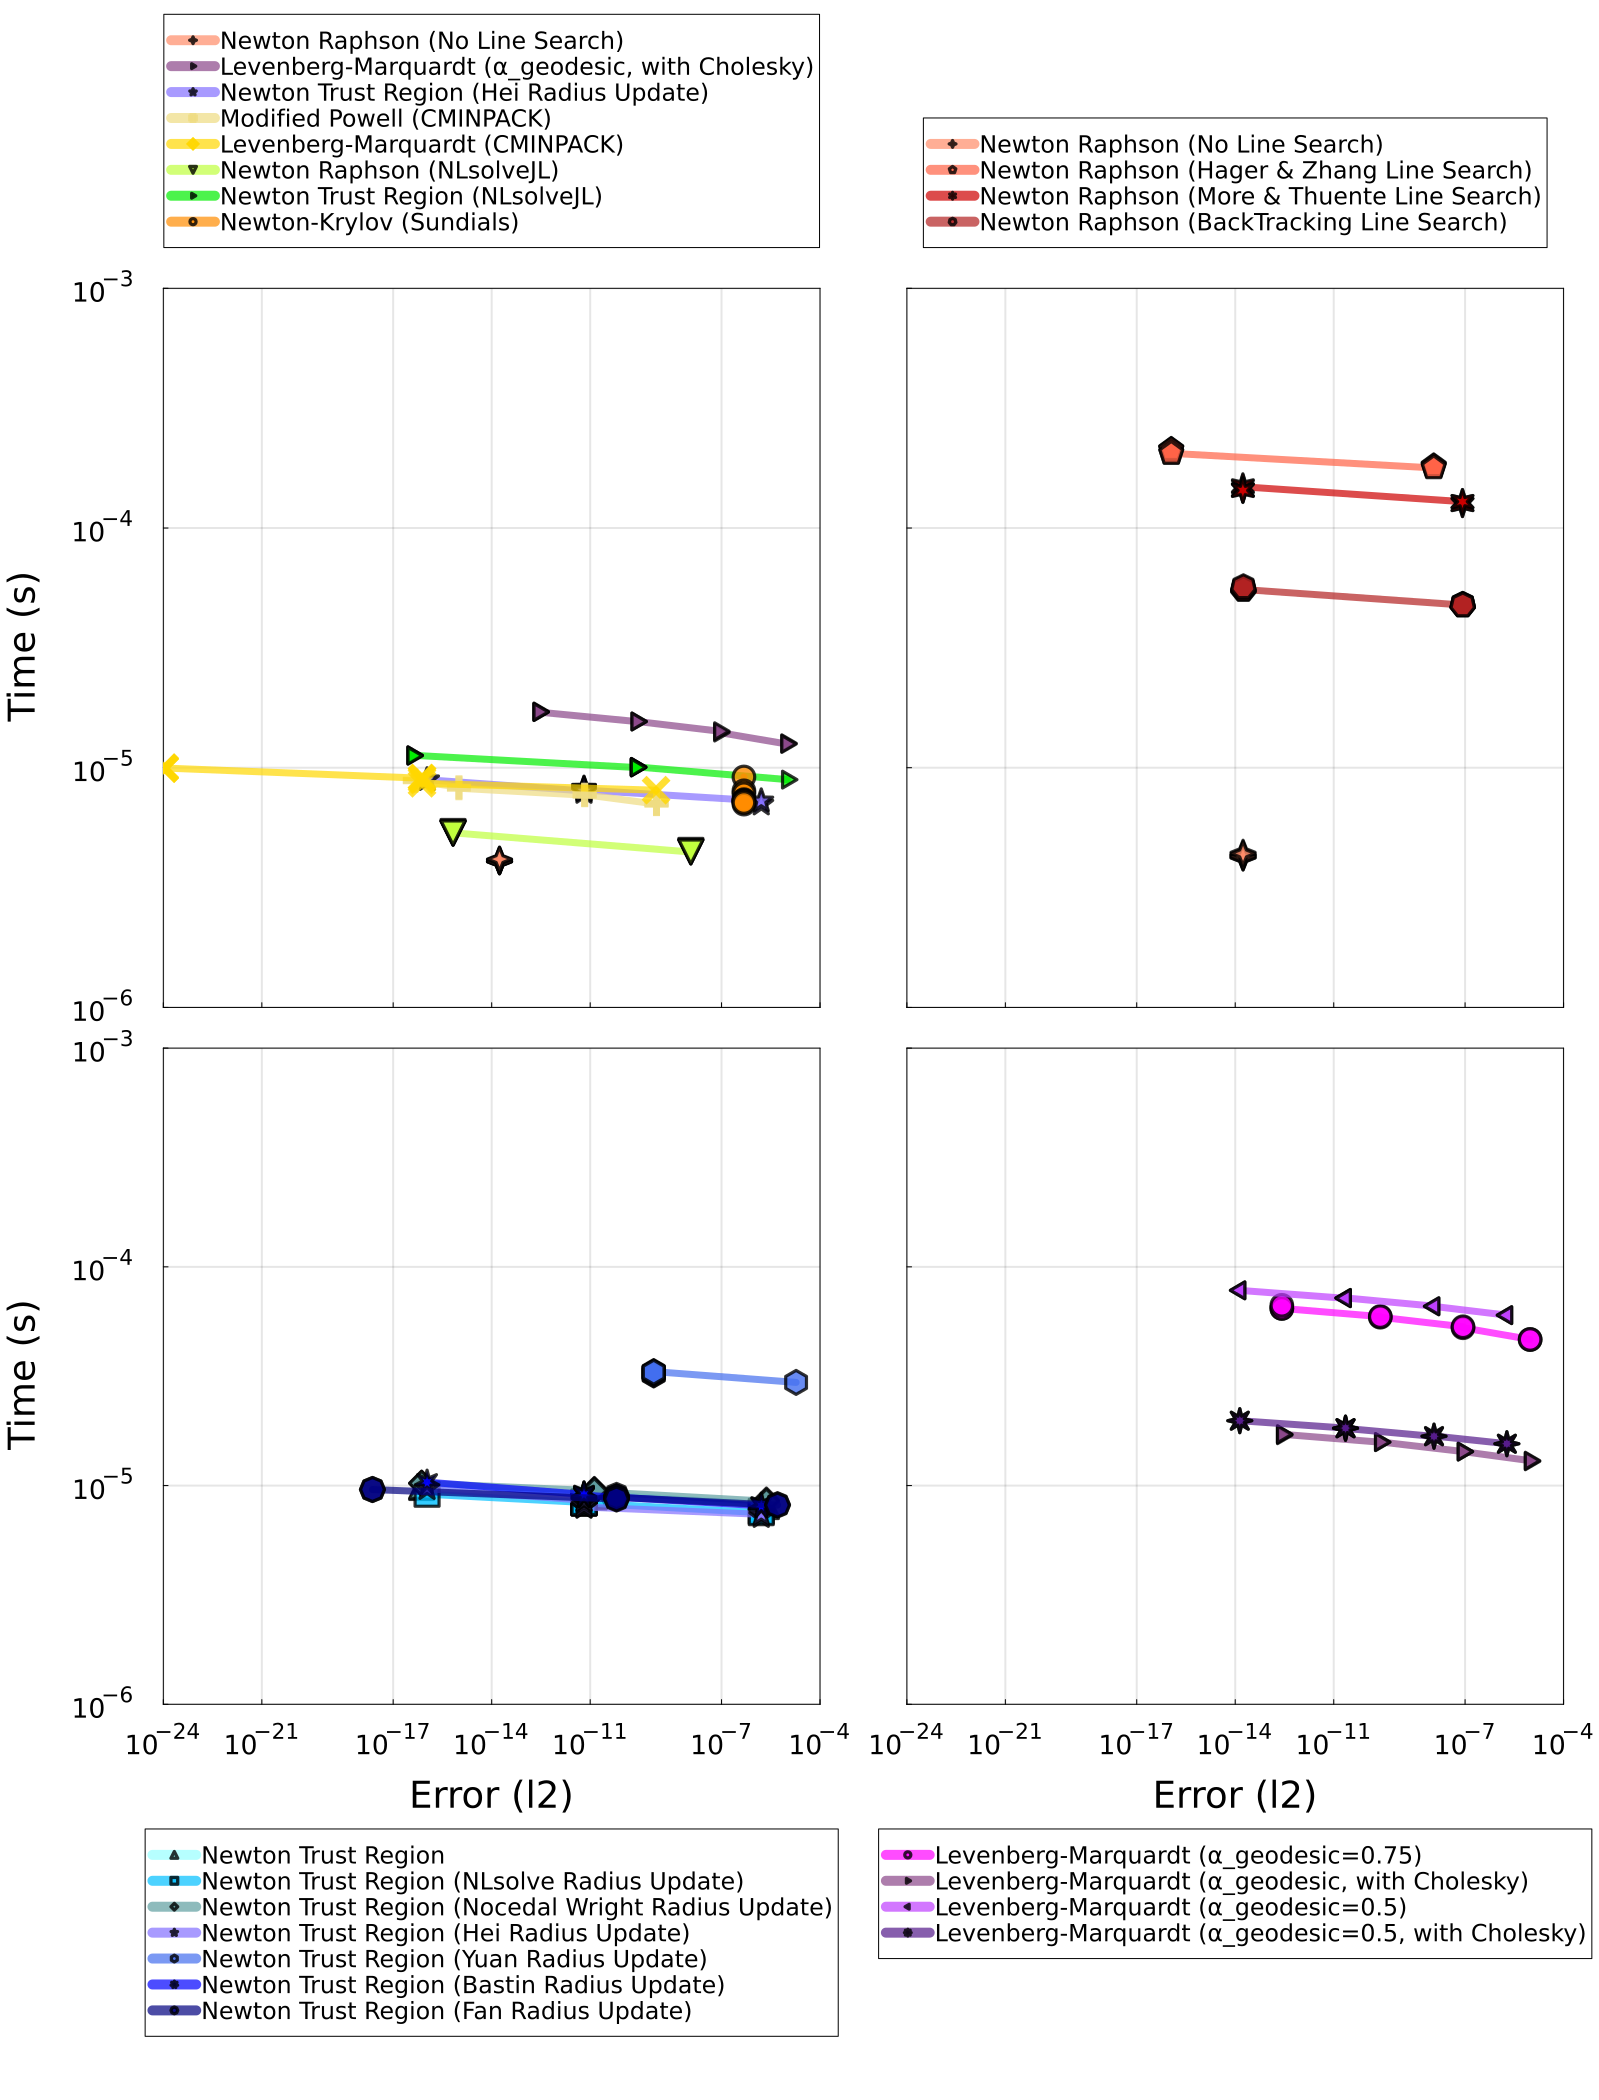 Newton Raphson (No Line Search)
Levenberg-Marquardt (α_geodesic, with Cholesky)
Newton Trust Region (Hei Radius Update)
Modified Powell (CMINPACK)
Levenberg-Marquardt (CMINPACK)
Newton Raphson (NLsolveJL)
Newton Trust Region (NLsolveJL)
Newton-Krylov (Sundials)
Newton Raphson (No Line Search)
Newton Raphson (Hager & Zhang Line Search)
Newton Raphson (More & Thuente Line Search)
Newton Raphson (BackTracking Line Search)
10⁻³
10⁻⁴
10⁻⁵
10⁻⁶
Time (s)
10⁻³
10⁻⁴
10⁻⁵
10⁻⁶
Time (s)
10⁻²⁴ 10⁻²¹ 10⁻¹⁷ 10⁻¹⁴ 10⁻¹¹ 10⁻⁷ 10⁻⁴
Error (l2)
10⁻²⁴ 10⁻²¹ 10⁻¹⁷ 10⁻¹⁴ 10⁻¹¹ 10⁻⁷ 10⁻⁴
Error (l2)
Newton Trust Region
Newton Trust Region (NLsolve Radius Update)
Newton Trust Region (Nocedal Wright Radius Update)
Newton Trust Region (Hei Radius Update)
Newton Trust Region (Yuan Radius Update)
Newton Trust Region (Bastin Radius Update)
Newton Trust Region (Fan Radius Update)
Levenberg-Marquardt (α_geodesic=0.75)
Levenberg-Marquardt (α_geodesic, with Cholesky)
Levenberg-Marquardt (α_geodesic=0.5)
Levenberg-Marquardt (α_geodesic=0.5, with Cholesky)